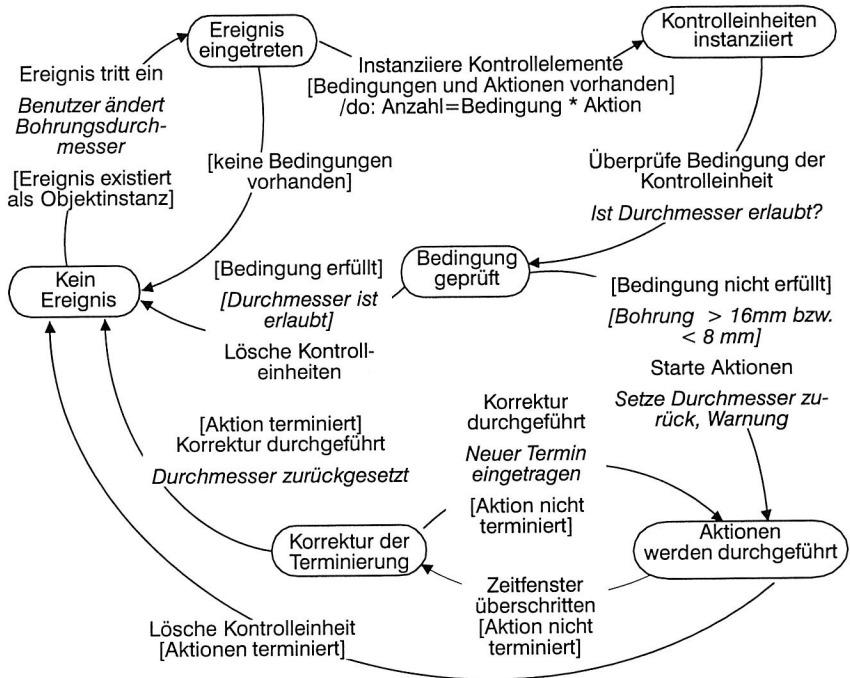 Ereignis
eingetreten
Kontrolleinheiten
instanziiert
Ereignis tritt ein
Benutzer ändert
Bohrungsdurch-
messer
[Ereignis existiert
als Objektinstanz]
Instanziiere Kontrollelemente
[Bedingungen und Aktionen vorhanden]
/do: Anzahl=Bedingung * Aktion
[keine Bedingungen
vorhanden]
Überprüfe Bedingung der
Kontrolleinheit
Ist Durchmesser erlaubt?
Kein
Ereignis
Bedingung
geprüft
[Bedingung erfüllt]
[Durchmesser ist
erlaubt]
Lösche Kontroll-
einheiten
[Bedingung nicht erfüllt]
[Bohrung > 16mm bzw.
< 8 mm]
Starte Aktionen
Setze Durchmesser zu-
rück, Warnung
[Aktion terminiert]
Korrektur durchgeführt
Durchmesser zurückgesetzt
Korrektur
durchgeführt
Neuer Termin
eingetragen
[Aktion nicht
terminiert]
Korrektur der
Terminierung
Aktionen
werden durchgeführt
Zeitfenster
überschritten
[Aktion nicht
terminiert]
Lösche Kontrolleinheit
[Aktionen terminiert]